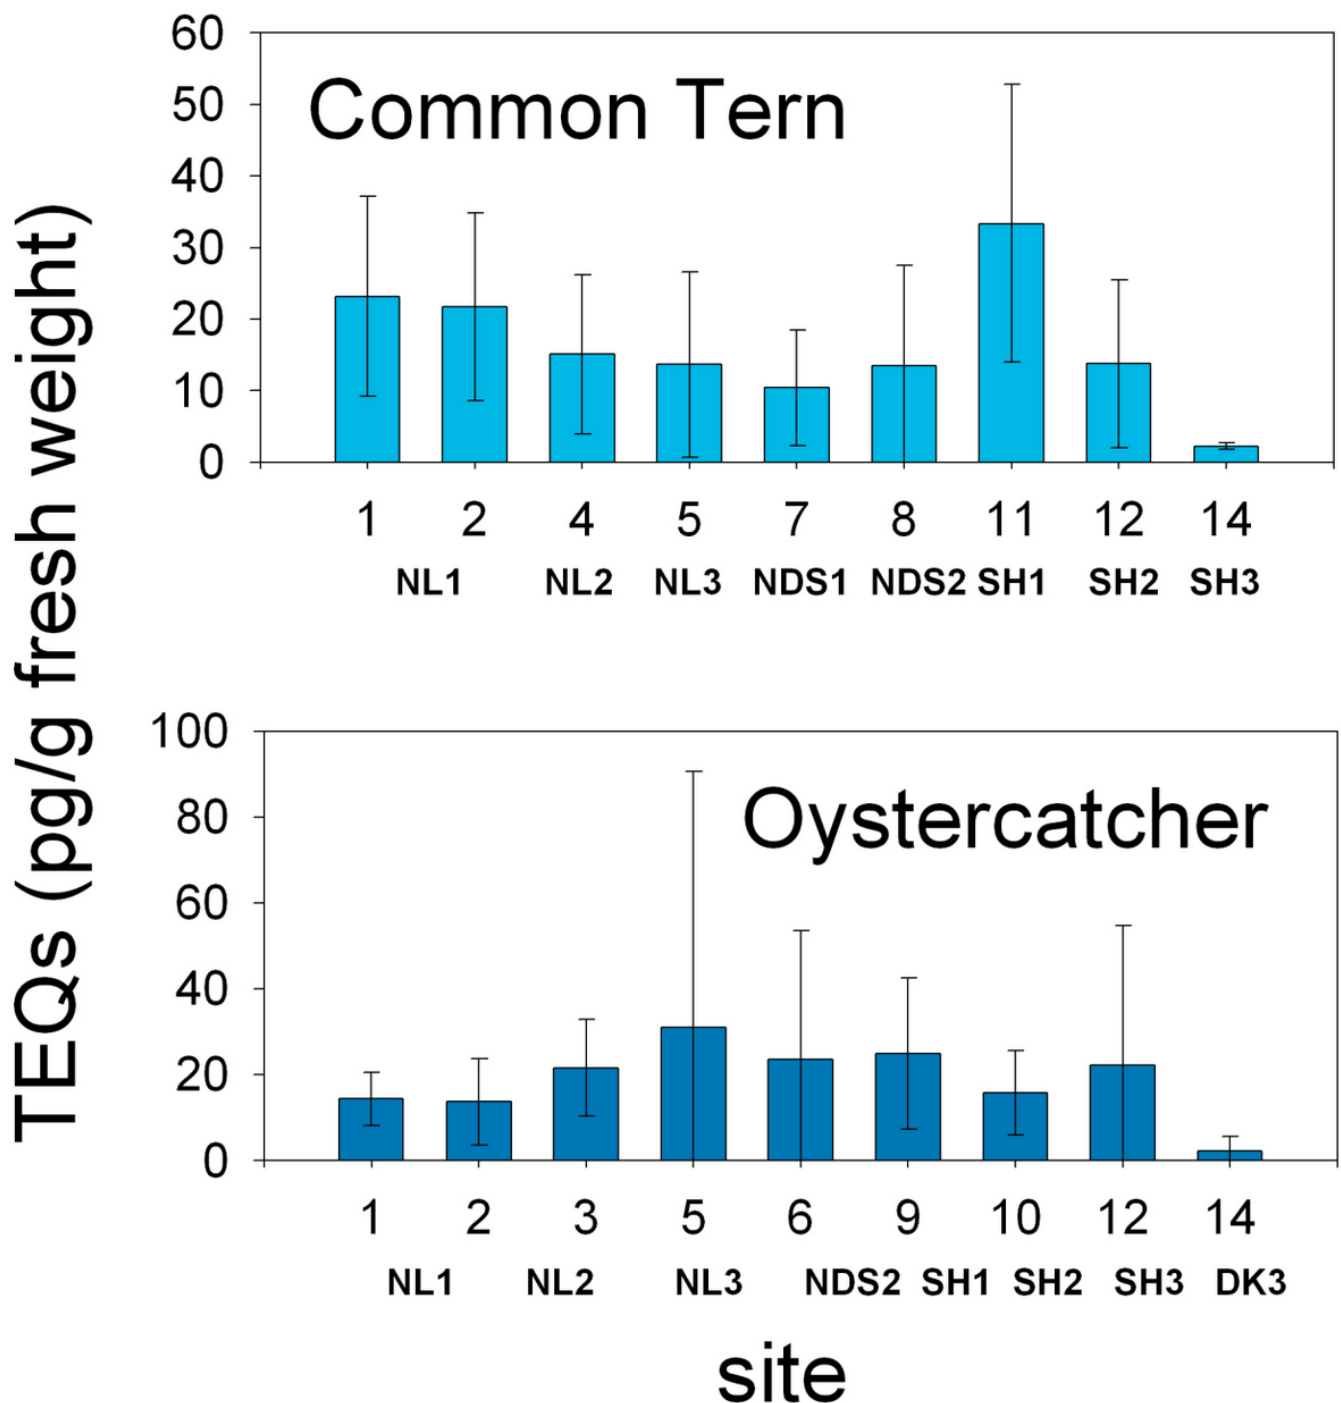 TEQs (pg/g fresh weight)
Common Tern
60
50
40
30
20
10
0
1 2 4 5 7 8 11 12 14
NL1 NL2 NL3 NDS1 NDS2 SH1 SH2 SH3
Oystercatcher
100
80
60
40
20
0
1 2 3 5 6 9 10 12 14
NL1 NL2 NL3 NDS2 SH1 SH2 SH3 DK3
site